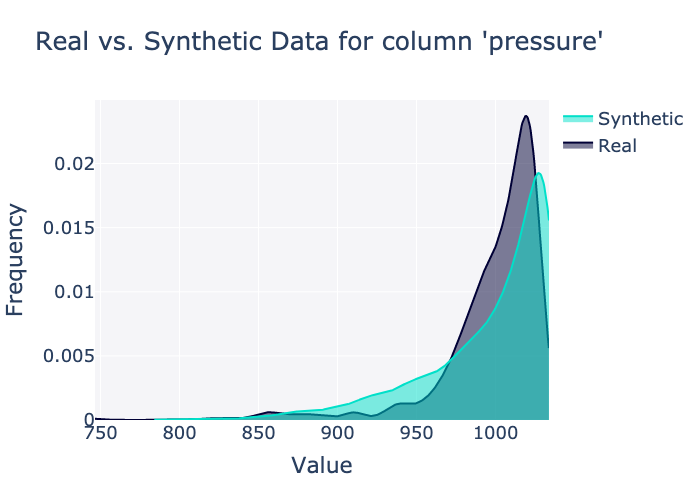 Real vs. Synthetic Data for column 'pressure'
Synthetic
Real
0.02
0.015
0.01
0.005
0
Frequency
750 800 850 900 950 1000
Value